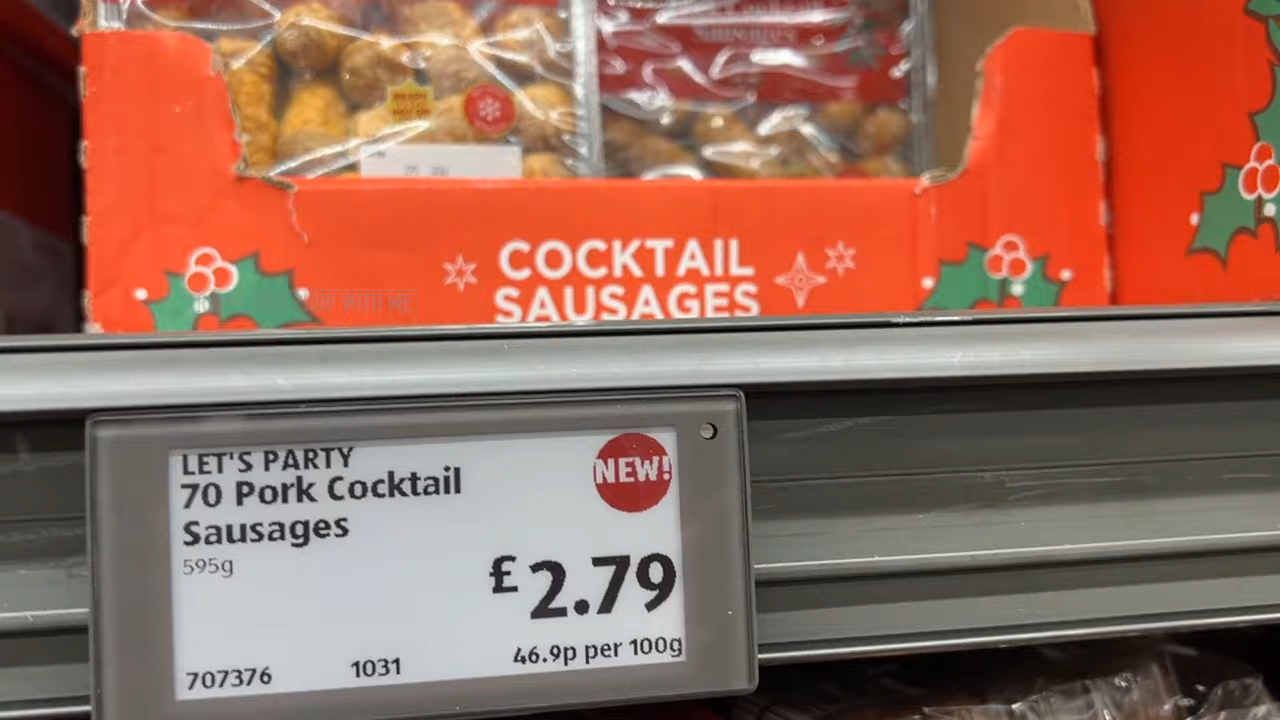 COCKTAIL
SAUSAGES
LET'S PARTY
70 Pork Cocktail
Sausages
595g
NEW!
£2.79
46.9p per 100g
707376
1031